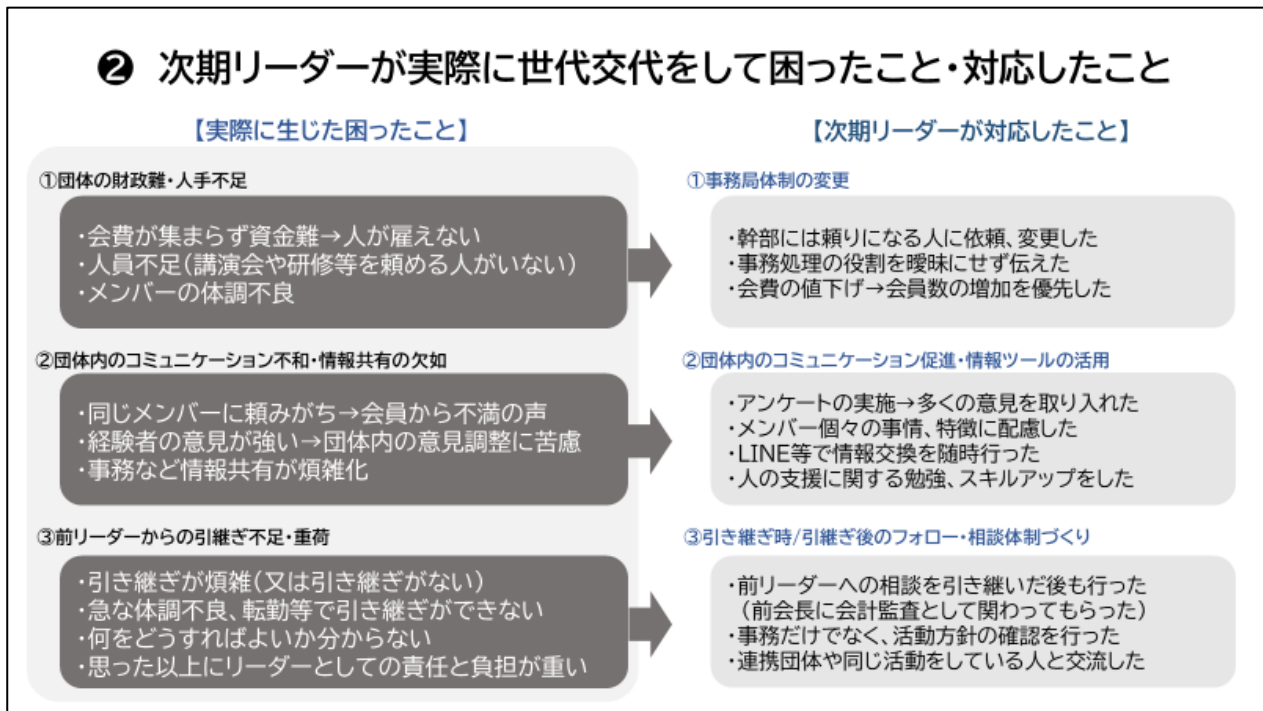 ❷ 次期リーダーが実際に世代交代をして困ったこと・対応したこと
【実際に生じた困ったこと】
①団体の財政難・人手不足
・会費が集まらず資金難→人が雇えない
・人員不足(講演会や研修等を頼める人がいない)
・メンバーの体調不良
②団体内のコミュニケーション不和・情報共有の欠如
・同じメンバーに頼みがち→会員から不満の声
・経験者の意見が強い→団体内の意見調整に苦慮
・事務など情報共有が煩雑化
③前リーダーからの引継ぎ不足・重荷
・引き継ぎが煩雑(又は引き継ぎがない)
・急な体調不良、転勤等で引き継ぎができない
・何をどうすればよいか分からない
・思った以上にリーダーとしての責任と負担が重い
【次期リーダーが対応したこと】
①事務局体制の変更
・幹部には頼りになる人に依頼、変更した
・事務処理の役割を曖昧にせず伝えた
・会費の値下げ→会員数の増加を優先した
②団体内のコミュニケーション促進・情報ツールの活用
・アンケートの実施→多くの意見を取り入れた
・メンバー個々の事情、特徴に配慮した
・LINE等で情報交換を随時行った
・人の支援に関する勉強、スキルアップをした
③引き継ぎ時/引継ぎ後のフォロー・相談体制づくり
・前リーダーへの相談を引き継いだ後も行った
(前会長に会計監査として関わってもらった)
・事務だけでなく、活動方針の確認を行った
・連携団体や同じ活動をしている人と交流した